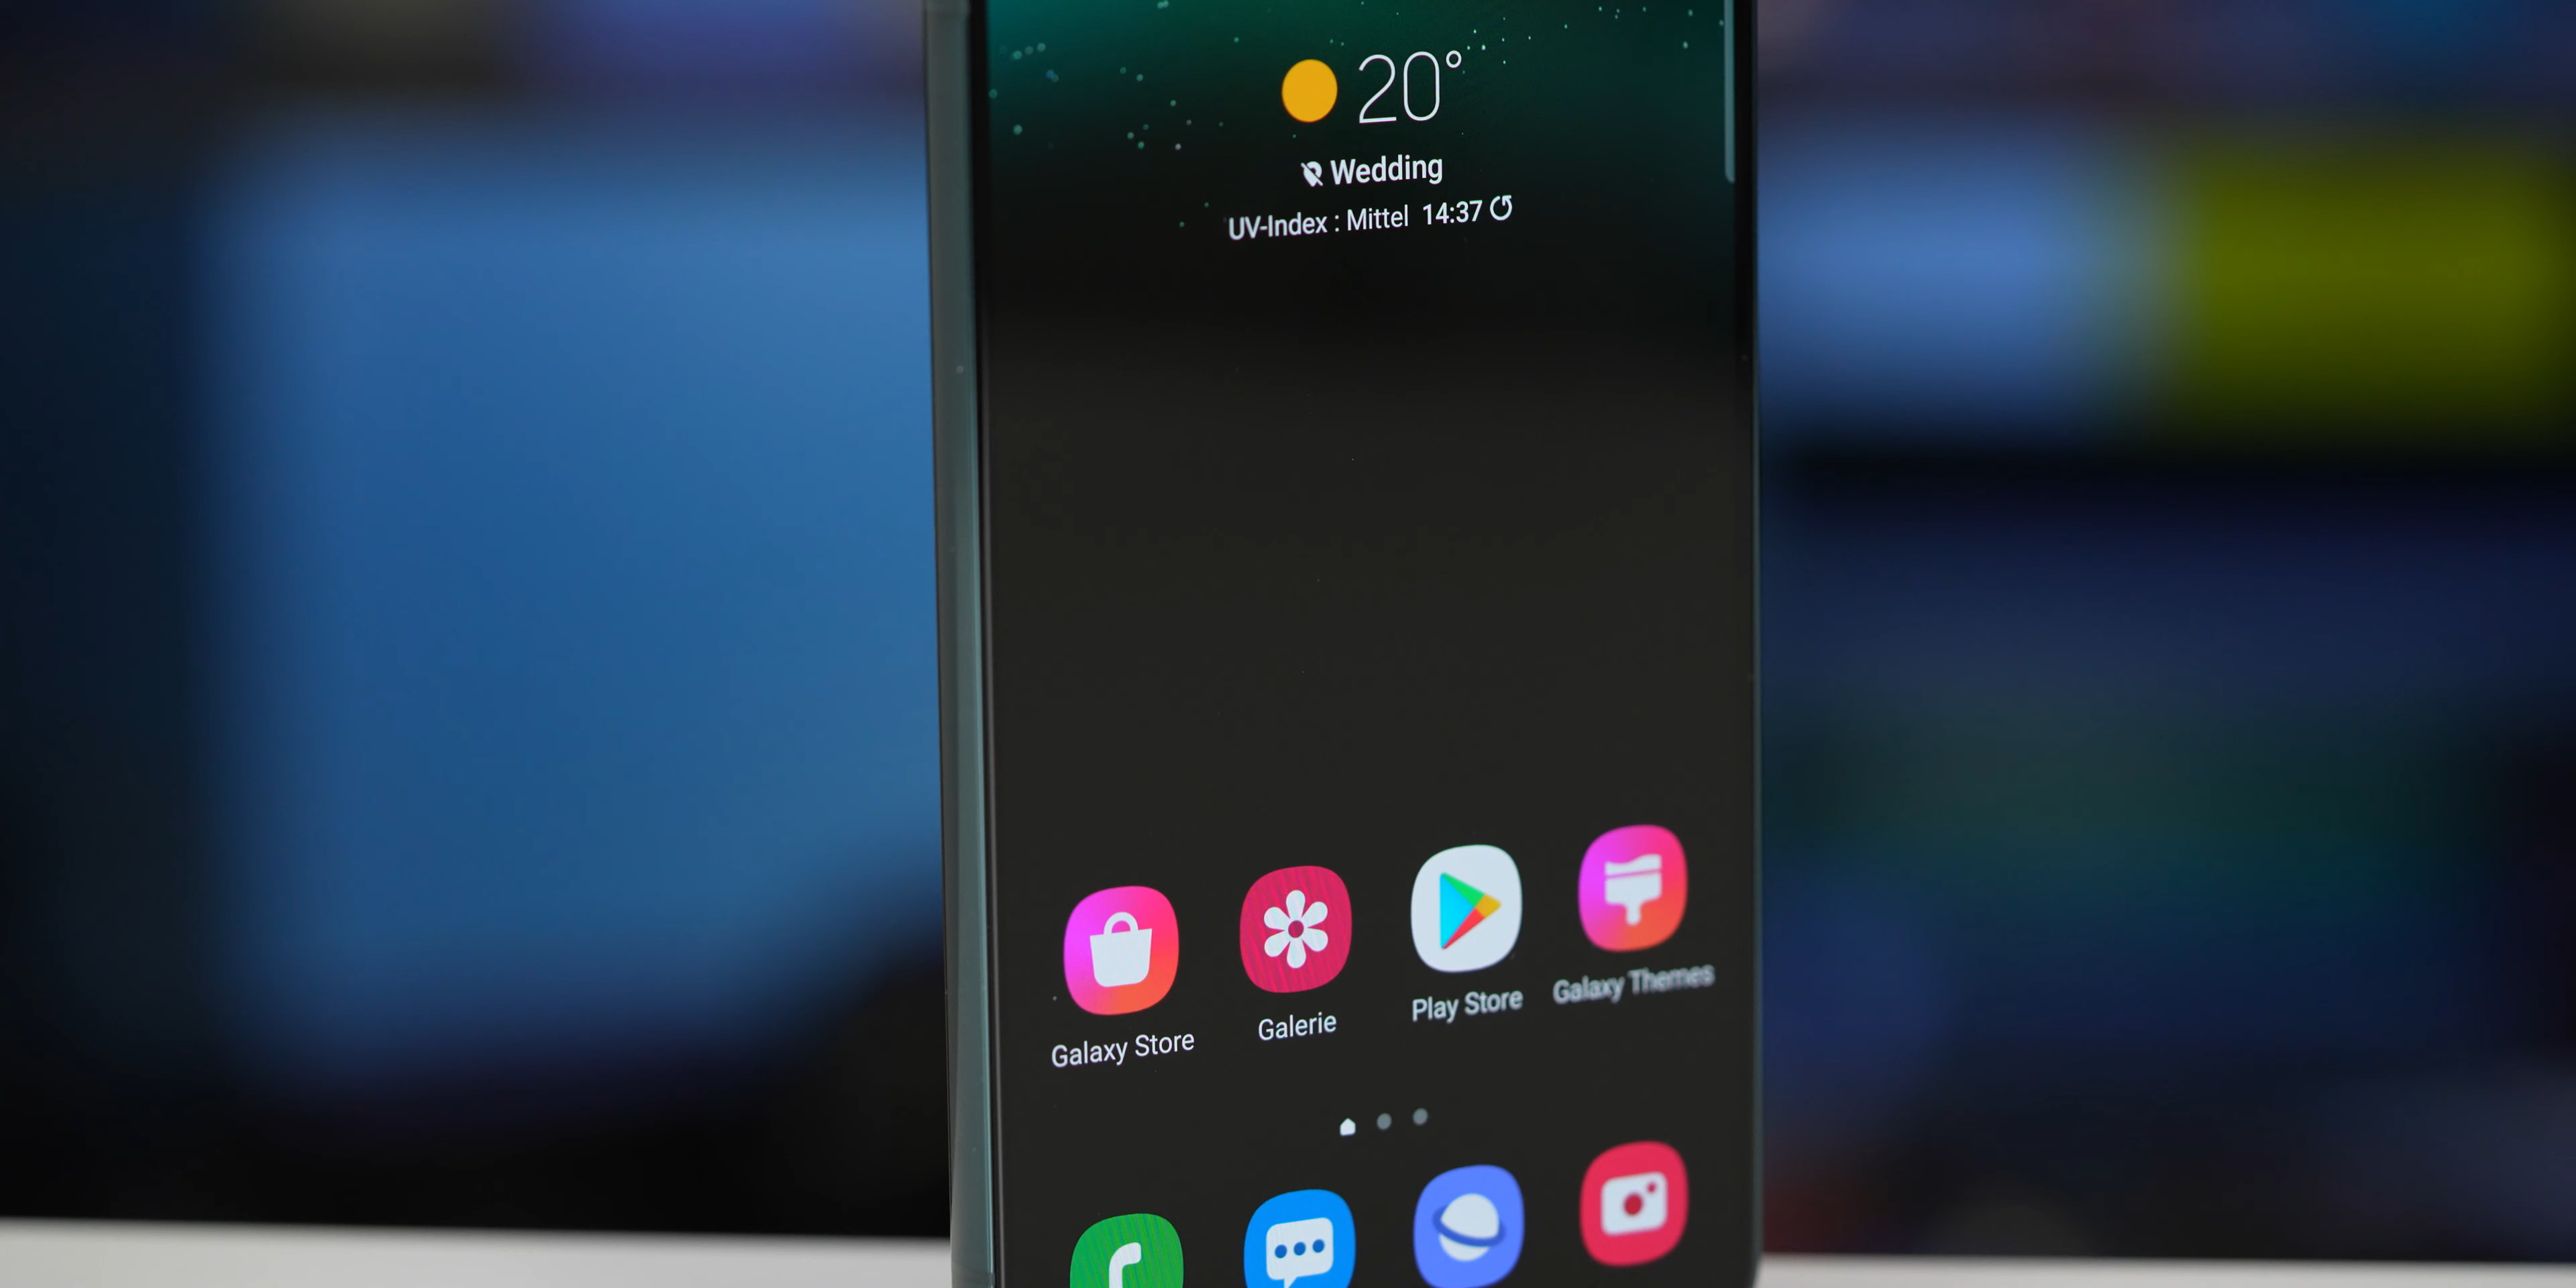 20°
Wedding
UV-Index : Mittel 14:37
Galaxy Store
Galerie
Play Store
Galaxy Themes